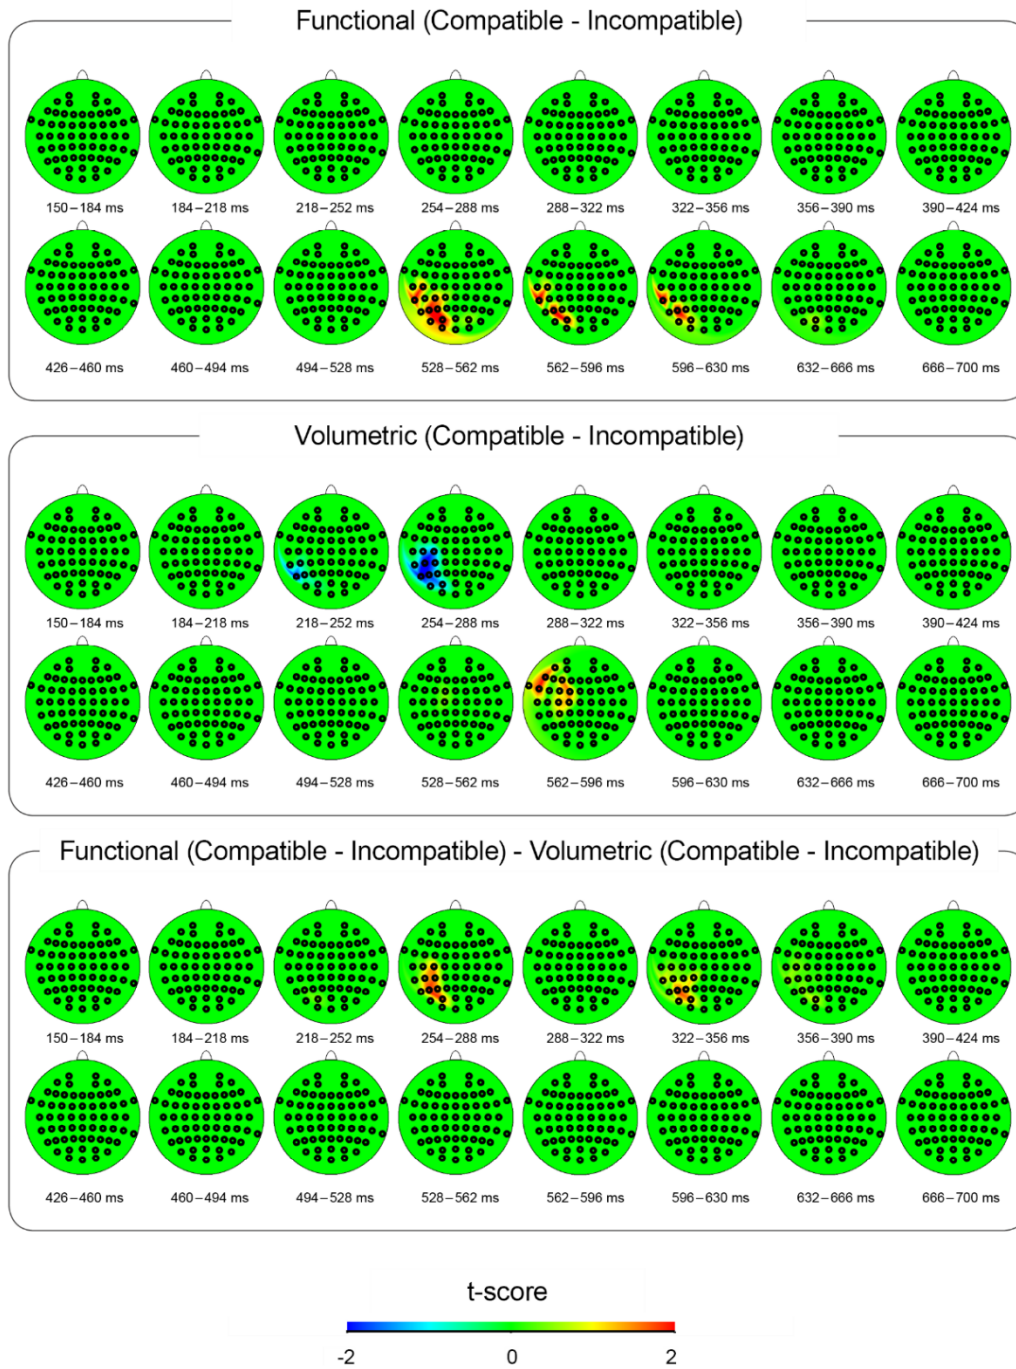 Functional (Compatible - Incompatible)
150–184 ms 184–218 ms 218–252 ms 254–288 ms 288–322 ms 322–356 ms 356–390 ms 390–424 ms
426–460 ms 460–494 ms 494–528 ms 528–562 ms 562–596 ms 596–630 ms 632–666 ms 666–700 ms
Volumetric (Compatible - Incompatible)
150–184 ms 184–218 ms 218–252 ms 254–288 ms 288–322 ms 322–356 ms 356–390 ms 390–424 ms
426–460 ms 460–494 ms 494–528 ms 528–562 ms 562–596 ms 596–630 ms 632–666 ms 666–700 ms
Functional (Compatible - Incompatible) - Volumetric (Compatible - Incompatible)
150–184 ms 184–218 ms 218–252 ms 254–288 ms 288–322 ms 322–356 ms 356–390 ms 390–424 ms
426–460 ms 460–494 ms 494–528 ms 528–562 ms 562–596 ms 596–630 ms 632–666 ms 666–700 ms
t-score
-2 0 2